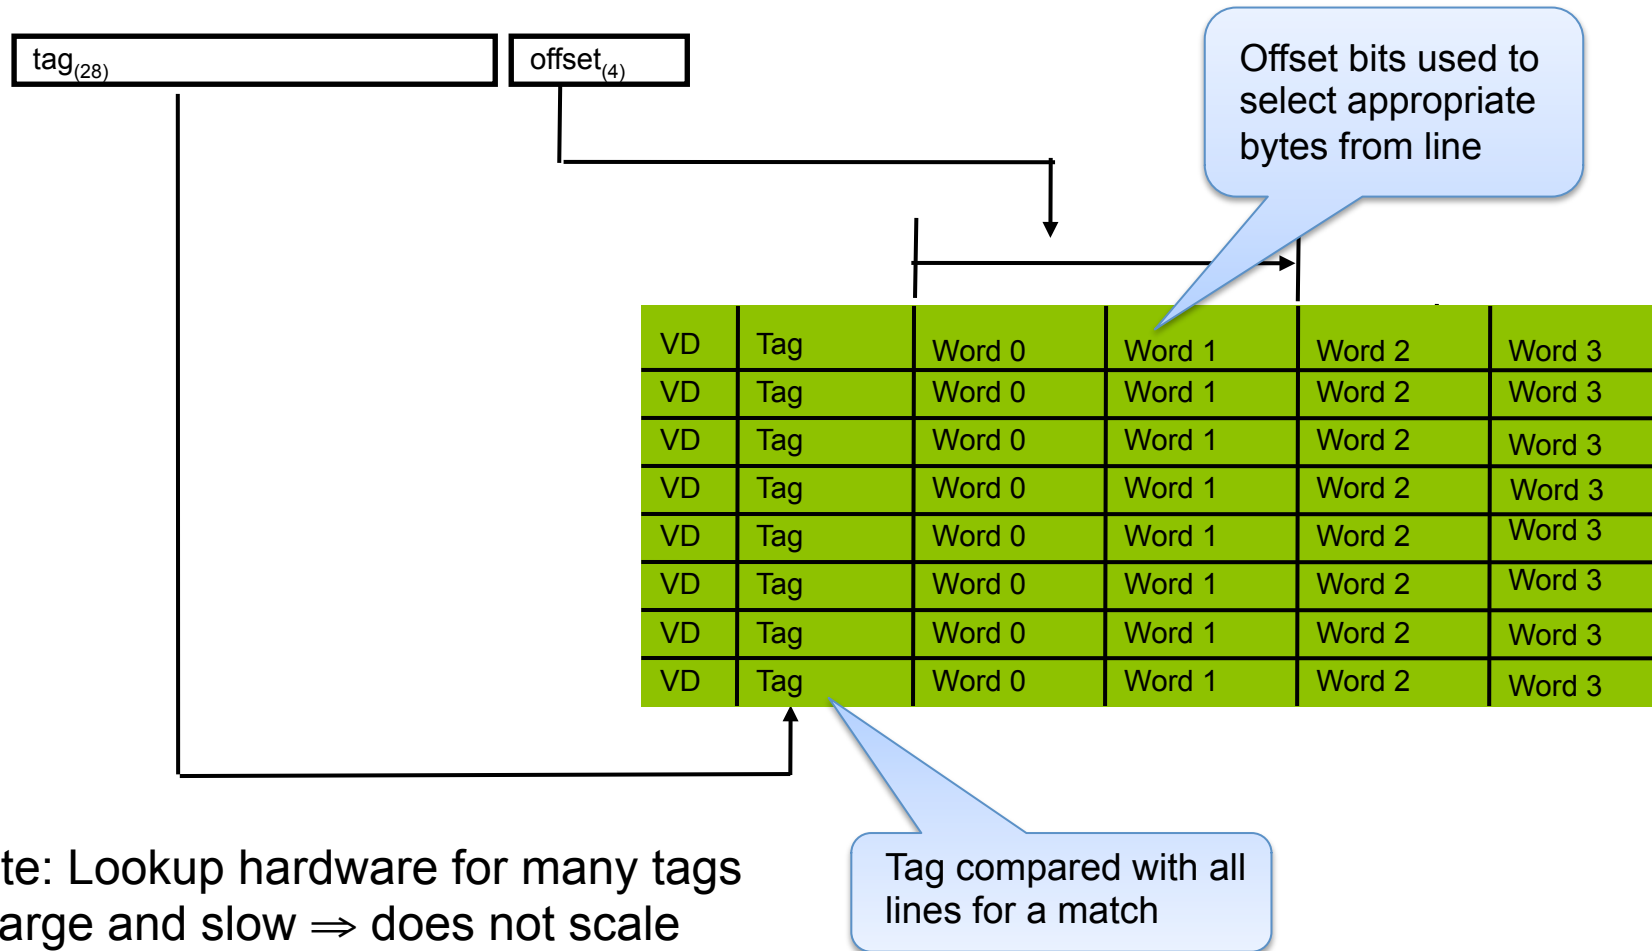 tag(28) offset(4)
Offset bits used to
select appropriate
bytes from line
VD Tag Word 0 Word 1 Word 2 Word 3
VD Tag Word 0 Word 1 Word 2 Word 3
VD Tag Word 0 Word 1 Word 2 Word 3
VD Tag Word 0 Word 1 Word 2 Word 3
VD Tag Word 0 Word 1 Word 2 Word 3
VD Tag Word 0 Word 1 Word 2 Word 3
VD Tag Word 0 Word 1 Word 2 Word 3
VD Tag Word 0 Word 1 Word 2 Word 3
Tag compared with all
lines for a match
te: Lookup hardware for many tags
arge and slow ⇒ does not scale